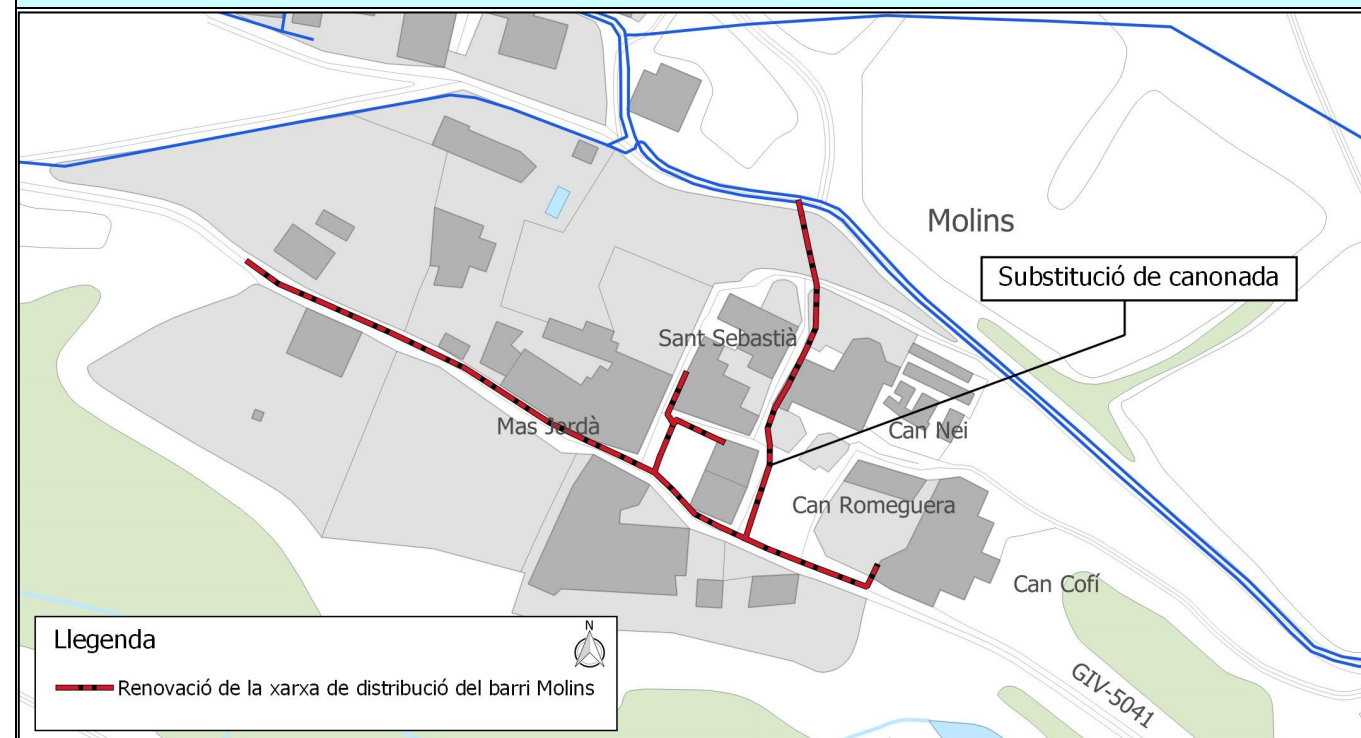 Molins
Substitució de canonada
Sant Sebastià
Mas Jordà
Can Nei
Can Romeguera
Can Cofí
GIV-5041
Llegenda
N
Renovació de la xarxa de distribució del barri Molins